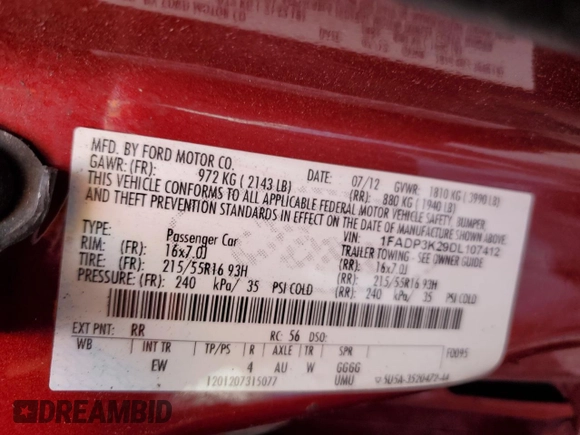 MFD. BY FORD MOTOR CO.
DATE: 07/12 GVWR: 1810 KG (3990 LB)
GAWR: (FR): 972 KG (2143 LB) (RR): 880 KG (1940 LB)
THIS VEHICLE CONFORMS TO ALL APPLICABLE FEDERAL MOTOR VEHICLE SAFETY, BUMPER,
AND THEFT PREVENTION STANDARDS IN EFFECT ON THE DATE OF MANUFACTURE SHOWN ABOVE.
VIN: 1FADP3K29DL107412
TYPE: Passenger Car TRAILER TOWING - SEE OWNER GUIDE
RIM: (FR): 16x7.0J (RR): 16x7.0J
TIRE: (FR): 215/55R16 93H (RR): 215/55R16 93H
PRESSURE: (FR): 240 kPa/ 35 PSI COLD (RR): 240 kPa/ 35 PSI COLD
EXT PNT: RR RC: 56 DSO:
WB INT TR TP/PS R AXLE TR SPR F0095
EW 4 AU W GGGG
1201207315077 UMU
DREAMBID